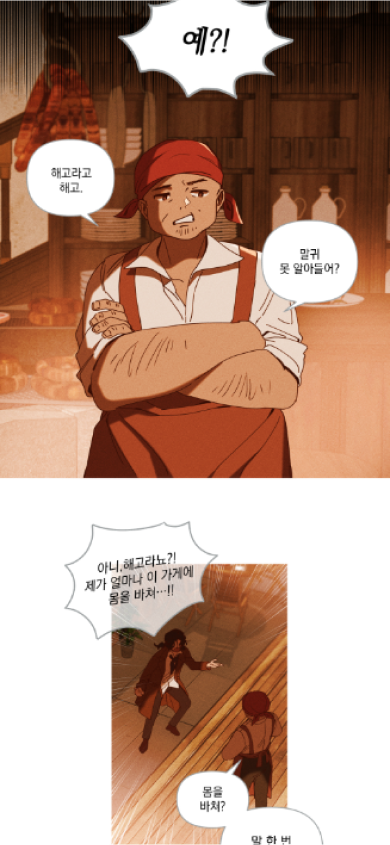 예?!
해고라고
해고.
말귀
못 알아들어?
아니,해고라뇨?!
제가 얼마나 이 가게에
몸을 바쳐…!!
몸을
바쳐?
말 한 번